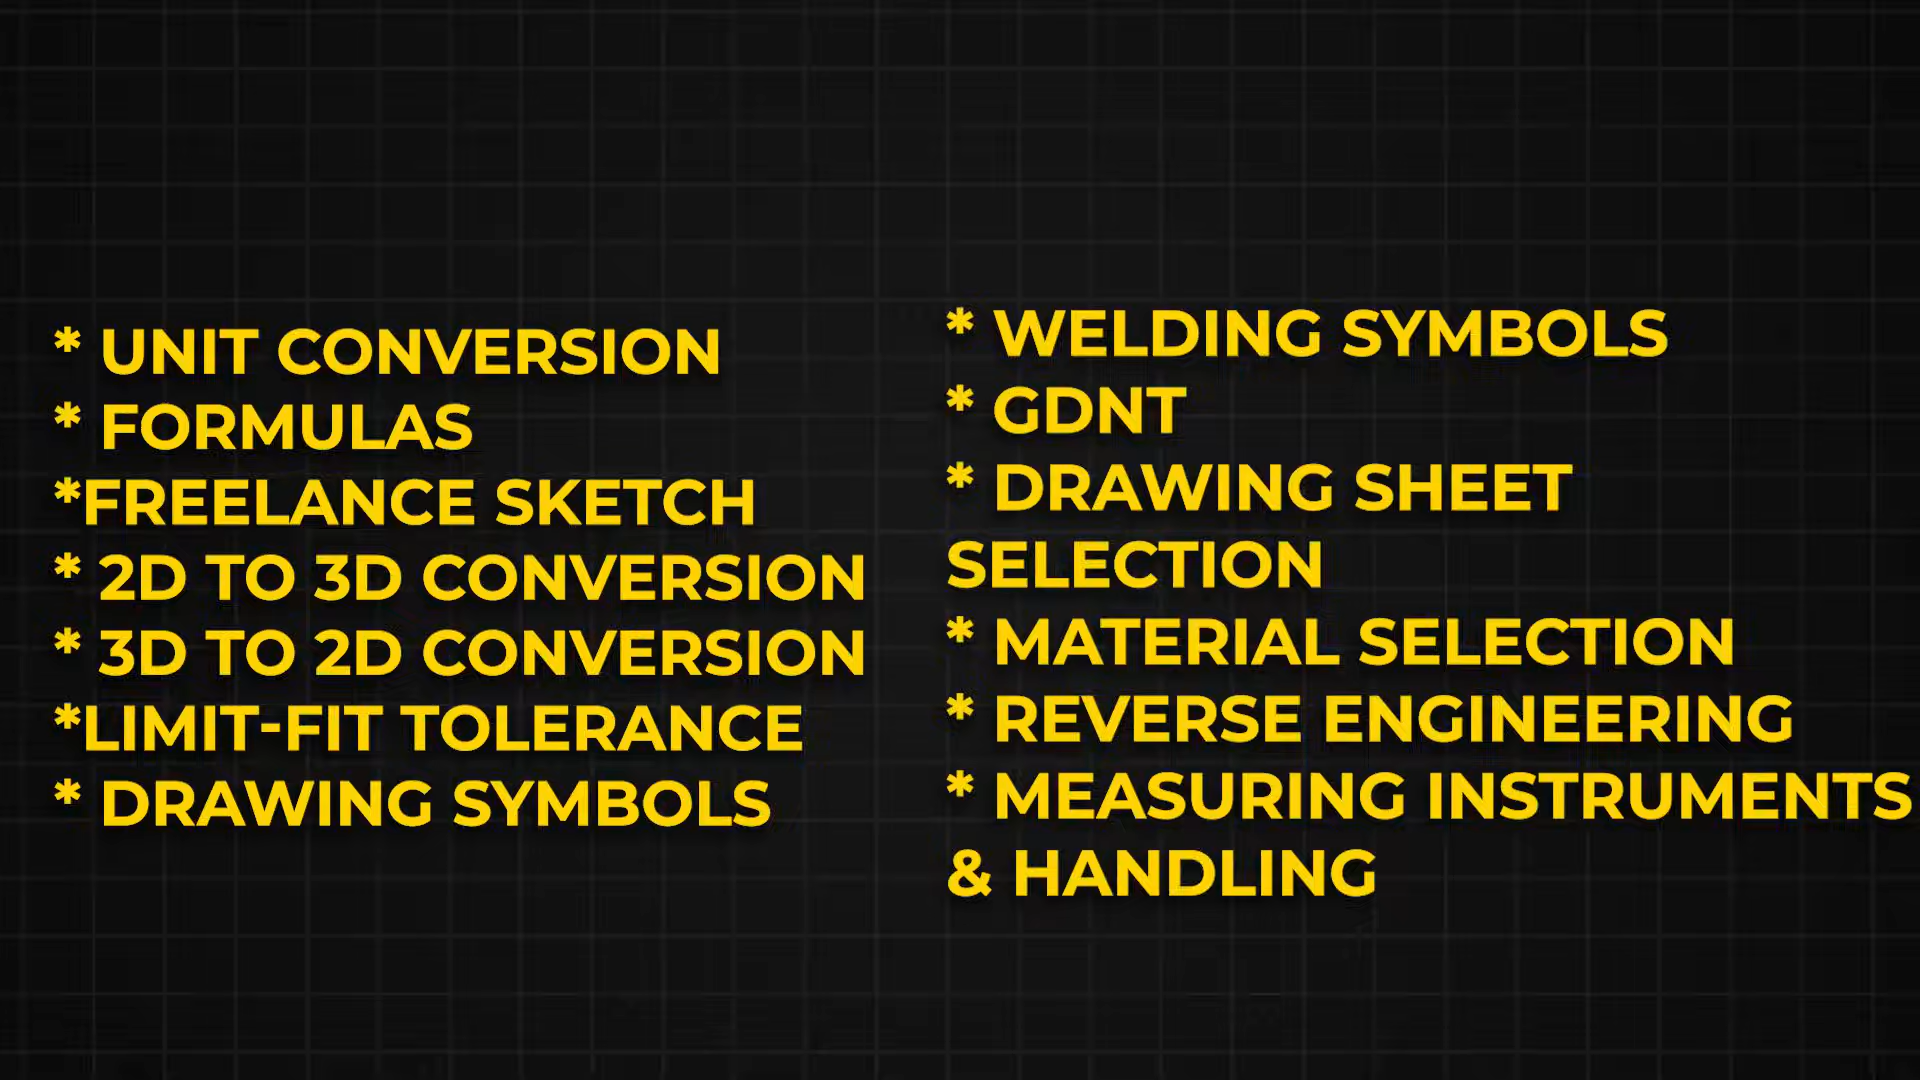 * UNIT CONVERSION
* FORMULAS
*FREELANCE SKETCH
* 2D TO 3D CONVERSION
* 3D TO 2D CONVERSION
*LIMIT-FIT TOLERANCE
* DRAWING SYMBOLS
* WELDING SYMBOLS
* GDNT
* DRAWING SHEET
SELECTION
* MATERIAL SELECTION
* REVERSE ENGINEERING
* MEASURING INSTRUMENTS
& HANDLING